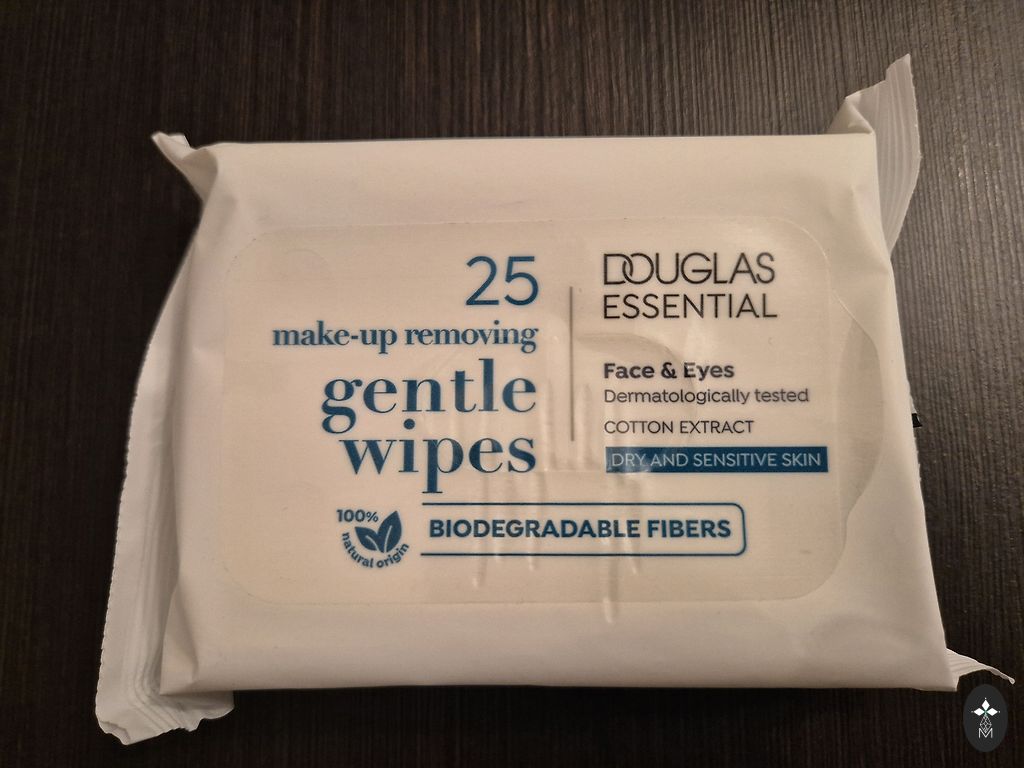 25
make-up removing
gentle
wipes
100%
natural origin
BIODEGRADABLE FIBERS
DOUGLAS
ESSENTIAL
Face & Eyes
Dermatologically tested
COTTON EXTRACT
DRY AND SENSITIVE SKIN
M